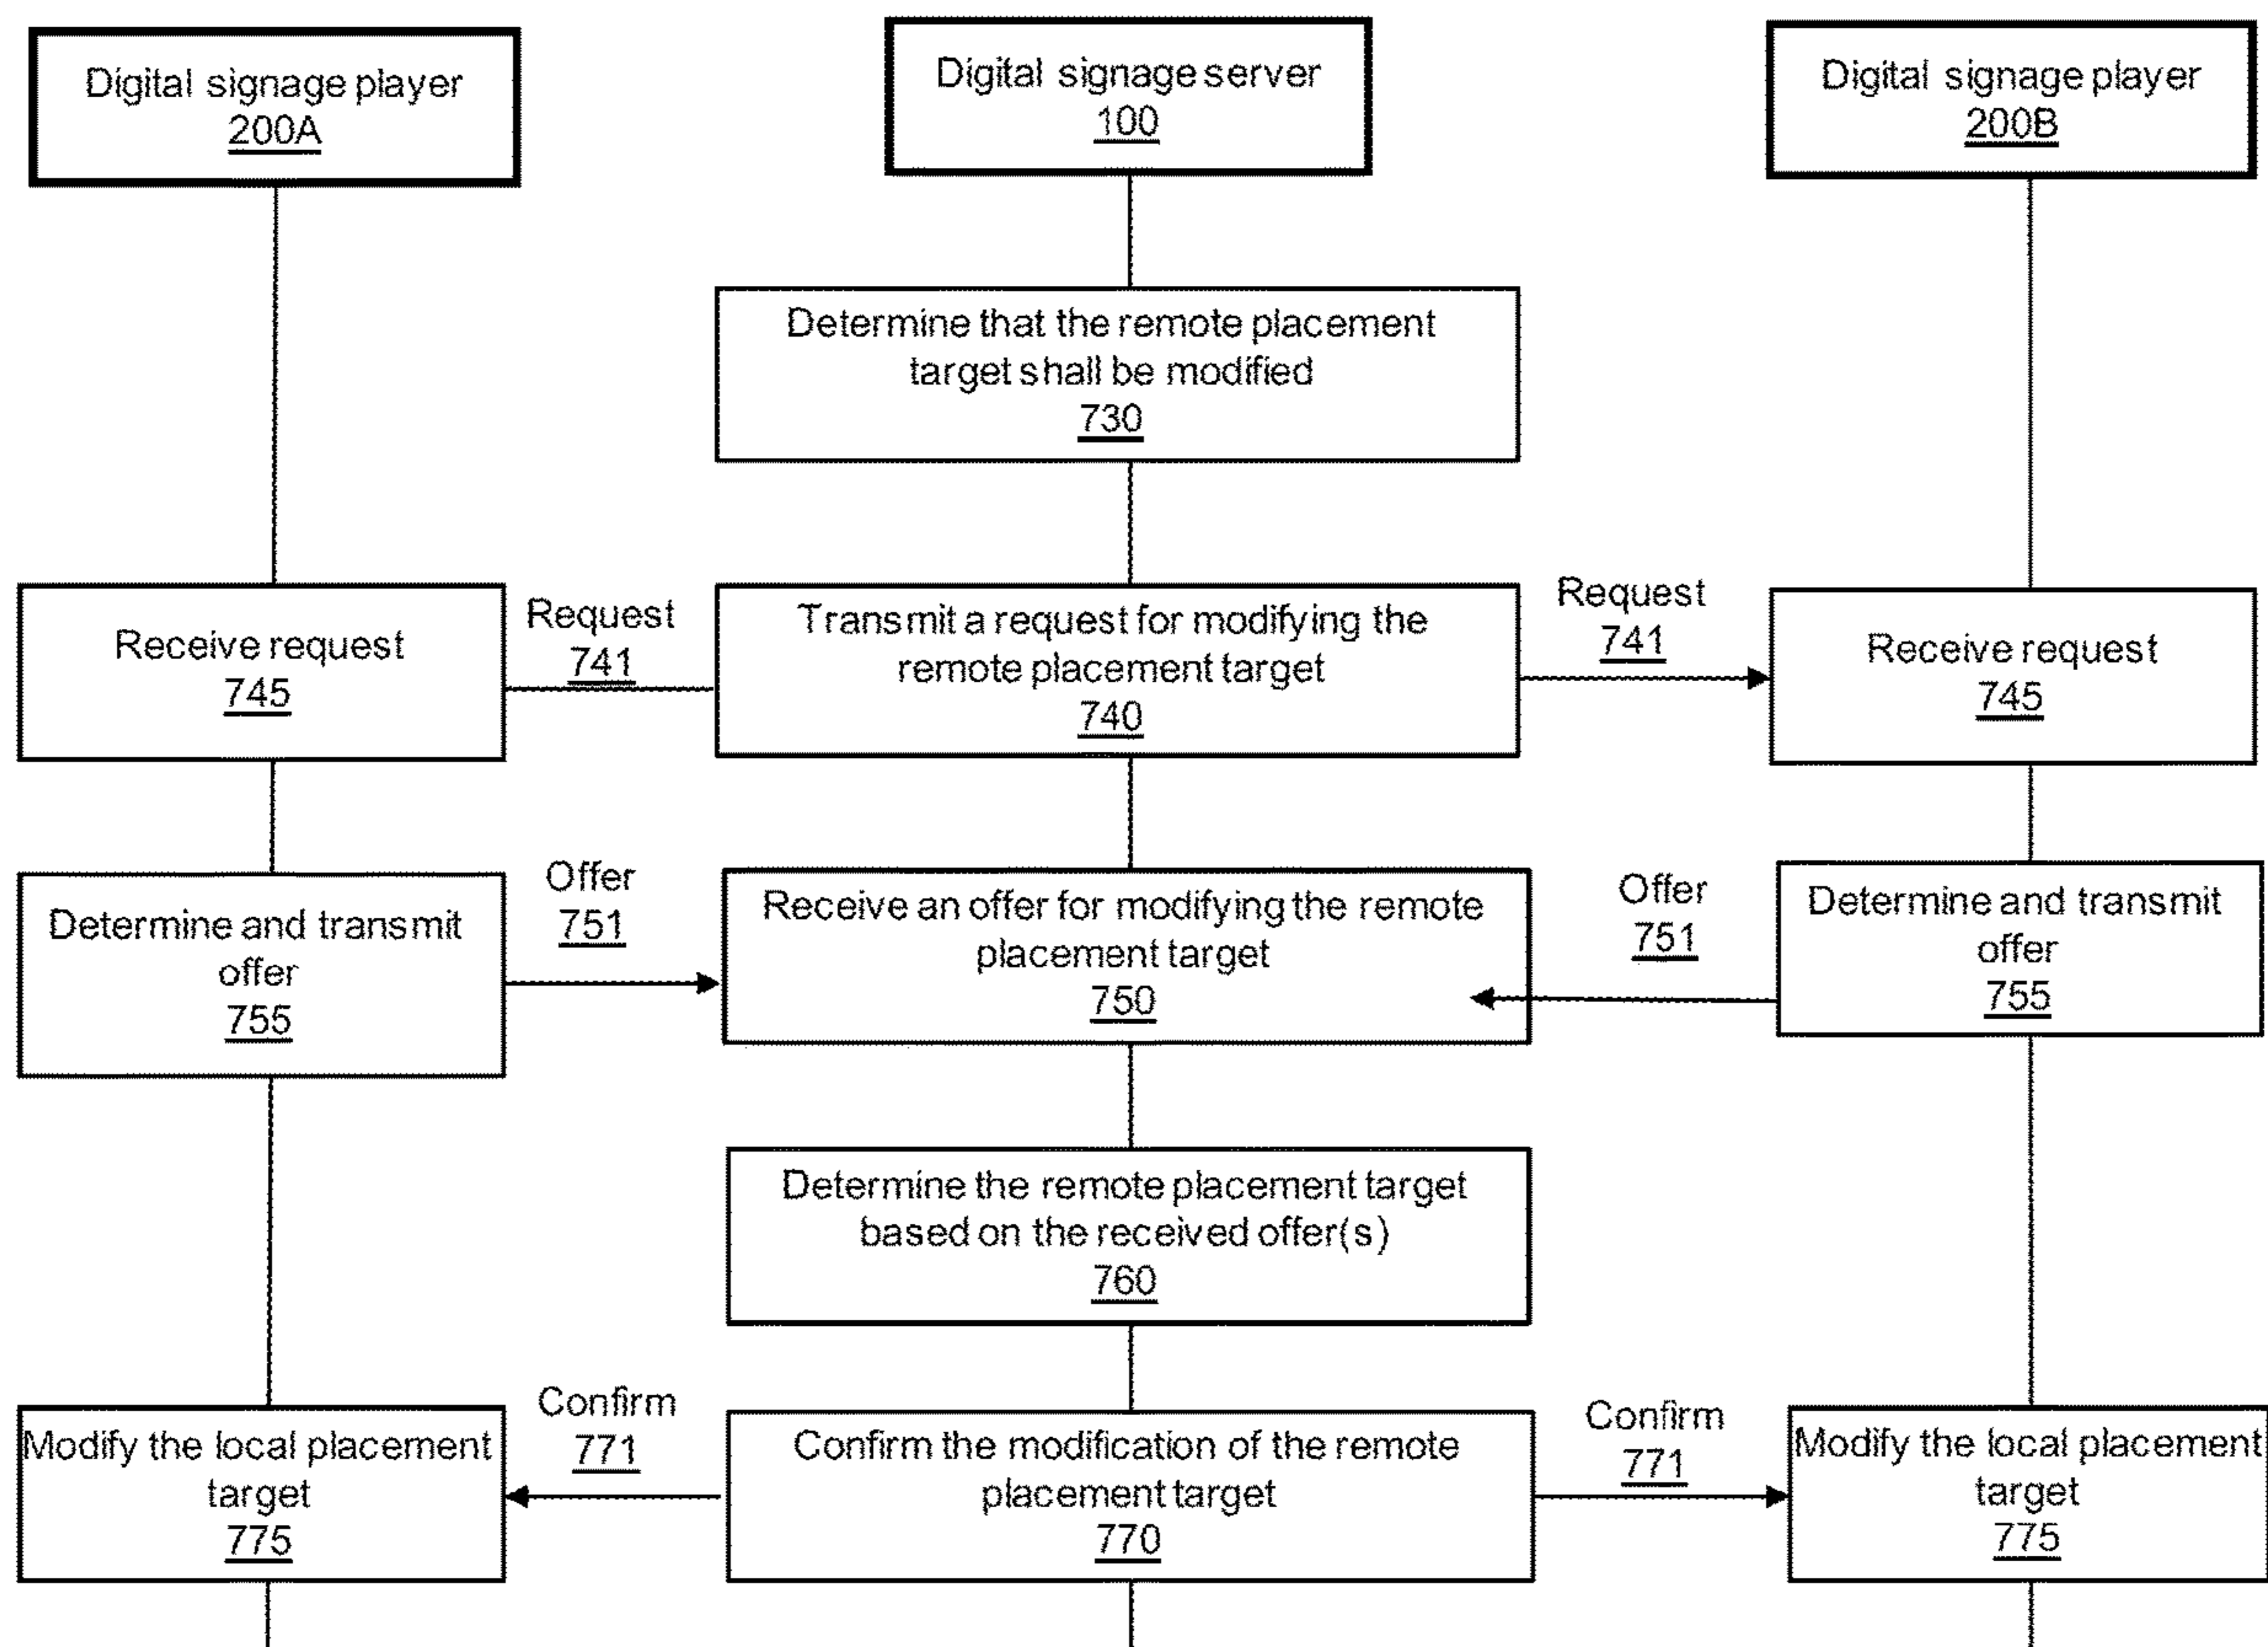 Digital signage player
200A
Digital signage server
100
Digital signage player
200B
Determine that the remote placement
target shall be modified
730
Receive request
745
Request
741
Transmit a request for modifying the
remote placement target
740
Request
741
Receive request
745
Determine and transmit
offer
755
Offer
751
Receive an offer for modifying the remote
placement target
750
Offer
751
Determine and transmit
offer
755
Determine the remote placement target
based on the received offer(s)
760
Modify the local placement
target
775
Confirm
771
Confirm the modification of the remote
placement target
770
Confirm
771
Modify the local placement
target
775